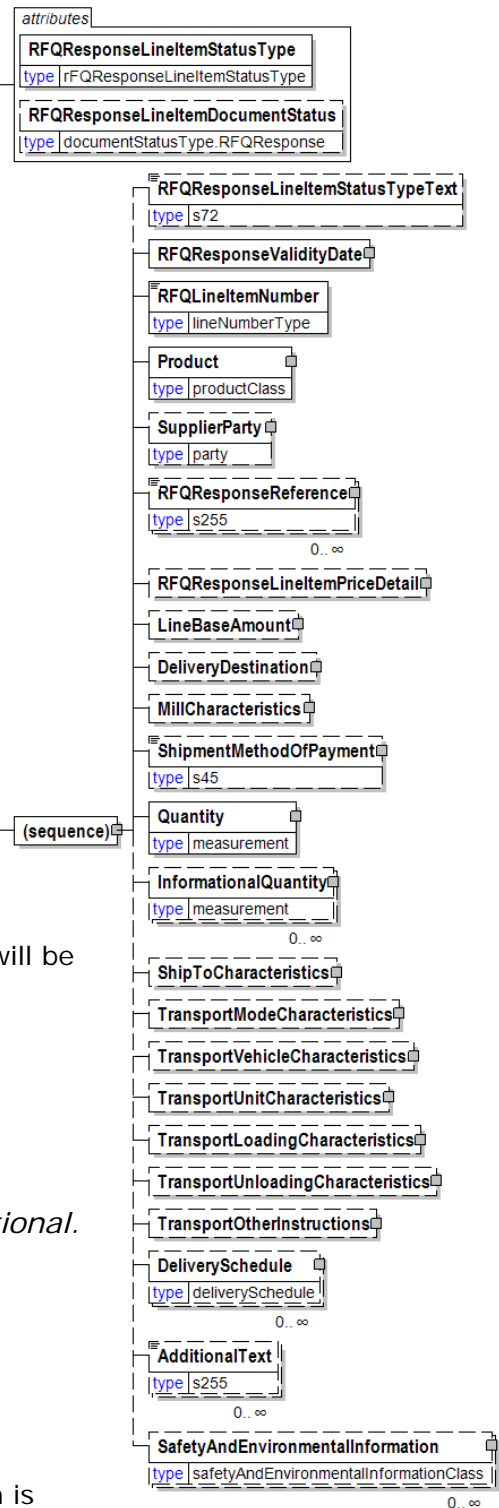 attributes
RFQResponseLineItemStatusType
type rFQResponseLineItemStatusType
RFQResponseLineItemDocumentStatus
type documentStatusType.RFQResponse
RFQResponseLineItemStatusTypeText
type s72
RFQResponseValidityDate
RFQLineItemNumber
type lineNumberType
Product
type productClass
SupplierParty
type party
RFQResponseReference
type s255
0.. ∞
RFQResponseLineItemPriceDetail
LineBaseAmount
DeliveryDestination
MillCharacteristics
ShipmentMethodOfPayment
type s45
(sequence)
Quantity
type measurement
InformationalQuantity
type measurement
0.. ∞
will be
ShipToCharacteristics
TransportModeCharacteristics
TransportVehicleCharacteristics
TransportUnitCharacteristics
TransportLoadingCharacteristics
TransportUnloadingCharacteristics
tional.
TransportOtherInstructions
DeliverySchedule
type deliverySchedule
0.. ∞
AdditionalText
type s255
0.. ∞
SafetyAndEnvironmentalInformation
type safetyAndEnvironmentalInformationClass
n is
0.. ∞